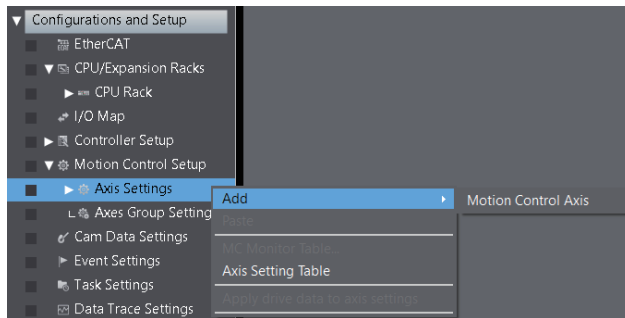 Configurations and Setup
EtherCAT
CPU/Expansion Racks
CPU Rack
I/O Map
Controller Setup
Motion Control Setup
Axis Settings
Axes Group Setting
Cam Data Settings
Event Settings
Task Settings
Data Trace Settings
Add
Motion Control Axis
Paste
MC Monitor Table...
Axis Setting Table
Apply drive data to axis settings